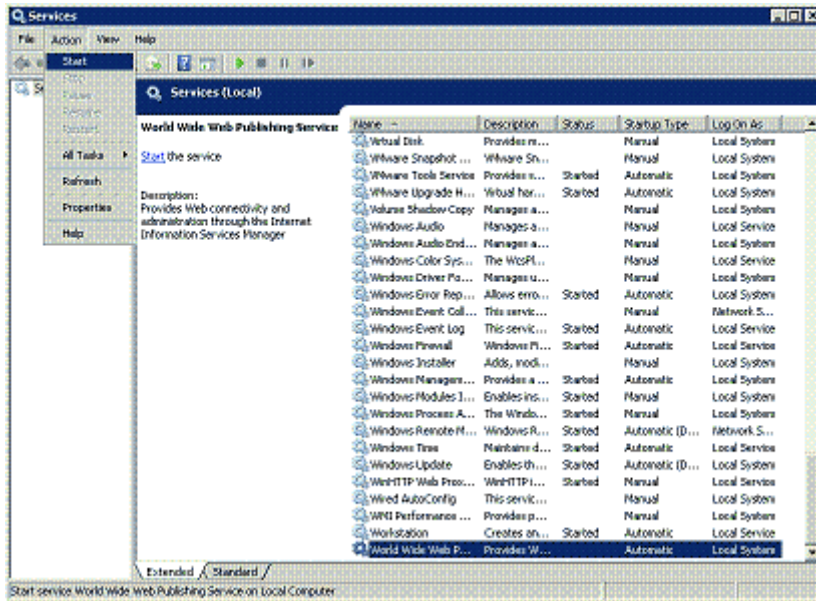 Services
File Action View Help
Start
Stop
Pause
Resume
Restart
All Tasks
Refresh
Properties
Help
Services (Local)
World Wide Web Publishing Service
Start the service
Description:
Provides Web connectivity and
administration through the Internet
Information Services Manager
Name Description Status Startup Type Log On As
Virtual Disk Provides m... Manual Local System
VMware Snapshot ... VMware Sn... Manual Local System
VMware Tools Service Provides s... Started Automatic Local System
VMware Upgrade H... Virtual har... Started Automatic Local System
Volume Shadow Copy Manages a... Manual Local System
Windows Audio Manages a... Manual Local Service
Windows Audio End... Manages a... Manual Local System
Windows Color Sys... The WcsPl... Manual Local Service
Windows Driver Fo... Manages u... Manual Local System
Windows Error Rep... Allows erro... Started Automatic Local System
Windows Event Coll... This servic... Manual Network S...
Windows Event Log This servic... Started Automatic Local Service
Windows Firewall Windows Fi... Started Automatic Local Service
Windows Installer Adds, modi... Manual Local System
Windows Managem... Provides a ... Started Automatic Local System
Windows Modules I... Enables ins... Started Manual Local System
Windows Process A... The Windo... Started Manual Local System
Windows Remote M... Windows R... Started Automatic (D... Network S...
Windows Time Maintains d... Started Automatic Local Service
Windows Update Enables th... Started Automatic (D... Local System
WinHTTP Web Prox... WinHTTP i... Started Manual Local Service
Wired AutoConfig This servic... Manual Local System
WMI Performance ... Provides p... Manual Local System
Workstation Creates an... Started Automatic Local Service
World Wide Web P... Provides W... Automatic Local System
Extended Standard
Start service World Wide Web Publishing Service on Local Computer